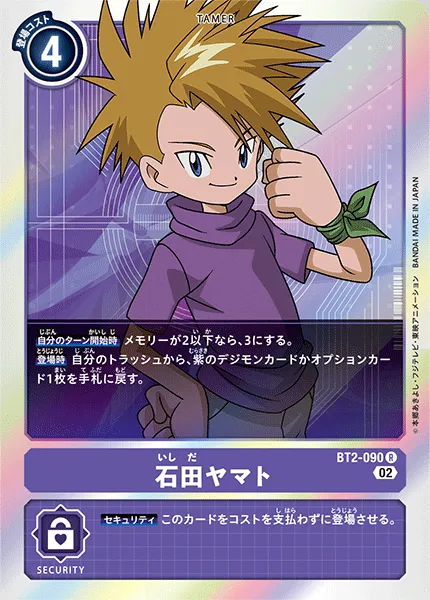 TAMER
登場コスト
4
自分のターン開始時 メモリーが2以下なら、3にする。
登場時 自分のトラッシュから、紫のデジモンカードかオプションカー
ド1枚を手札に戻す。
©本郷あきよし・フジテレビ・東映アニメーション BANDAI MADE IN JAPAN
いしだ
石田ヤマト
BT2-090 R
02
セキュリティ このカードをコストを支払わずに登場させる。
SECURITY